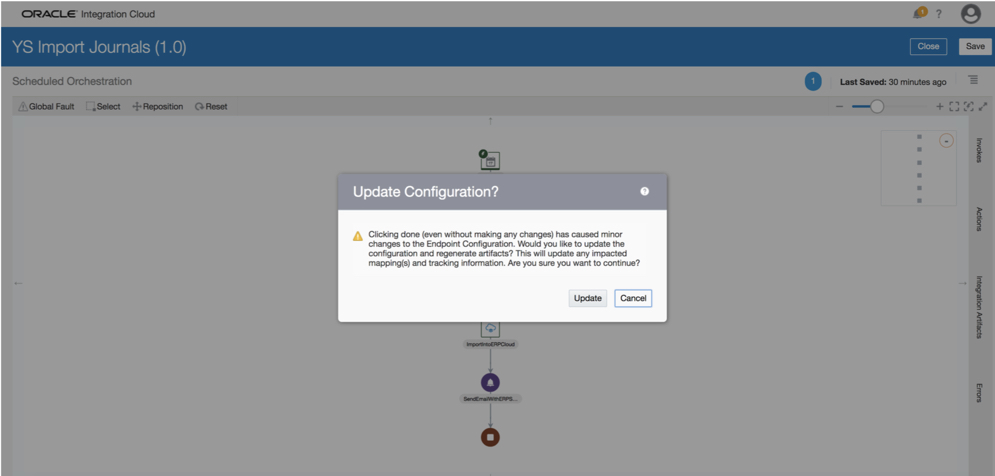 ORACLE Integration Cloud
1
?
YS Import Journals (1.0)
Close
Save
Scheduled Orchestration
1
Last Saved: 30 minutes ago
Global Fault
Select
Reposition
Reset
Invokes
Actions
Integration Artifacts
Errors
Update Configuration?
?
Clicking done (even without making any changes) has caused minor
changes to the Endpoint Configuration. Would you like to update the
configuration and regenerate artifacts? This will update any impacted
mapping(s) and tracking information. Are you sure you want to continue?
Update
Cancel
ImportIntoERPCloud
SendEmailWithERPS...